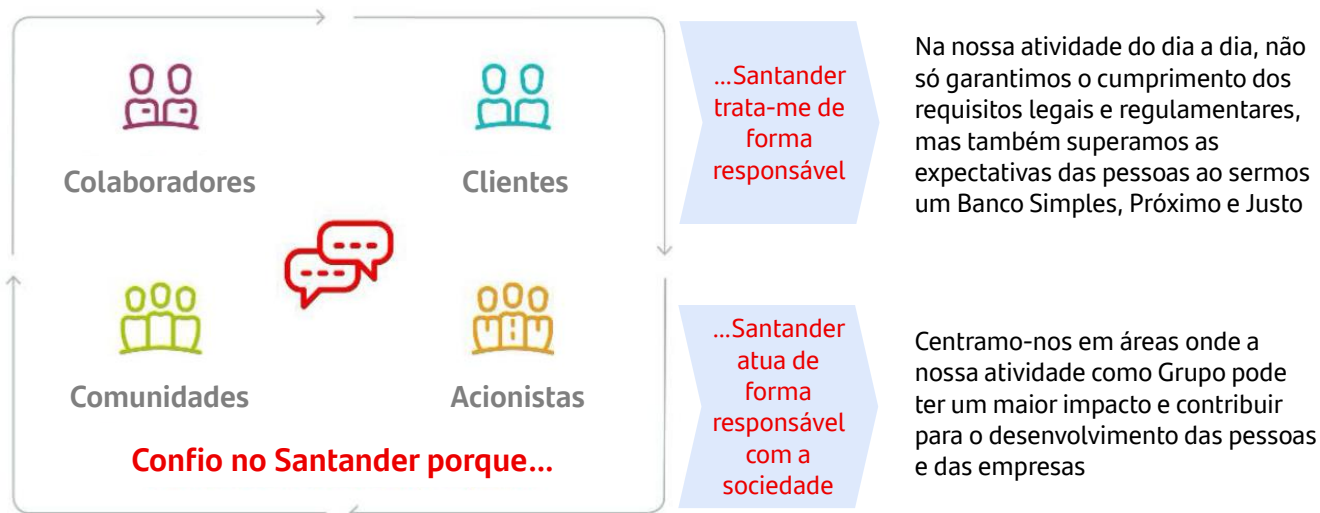 Colaboradores
Clientes
Comunidades
Acionistas
Confio no Santander porque...
...Santander
trata-me de
forma
responsável
Na nossa atividade do dia a dia, não
só garantimos o cumprimento dos
requisitos legais e regulamentares,
mas também superamos as
expectativas das pessoas ao sermos
um Banco Simples, Próximo e Justo
...Santander
atua de
forma
responsável
com a
sociedade
Centramo-nos em áreas onde a
nossa atividade como Grupo pode
ter um maior impacto e contribuir
para o desenvolvimento das pessoas
e das empresas